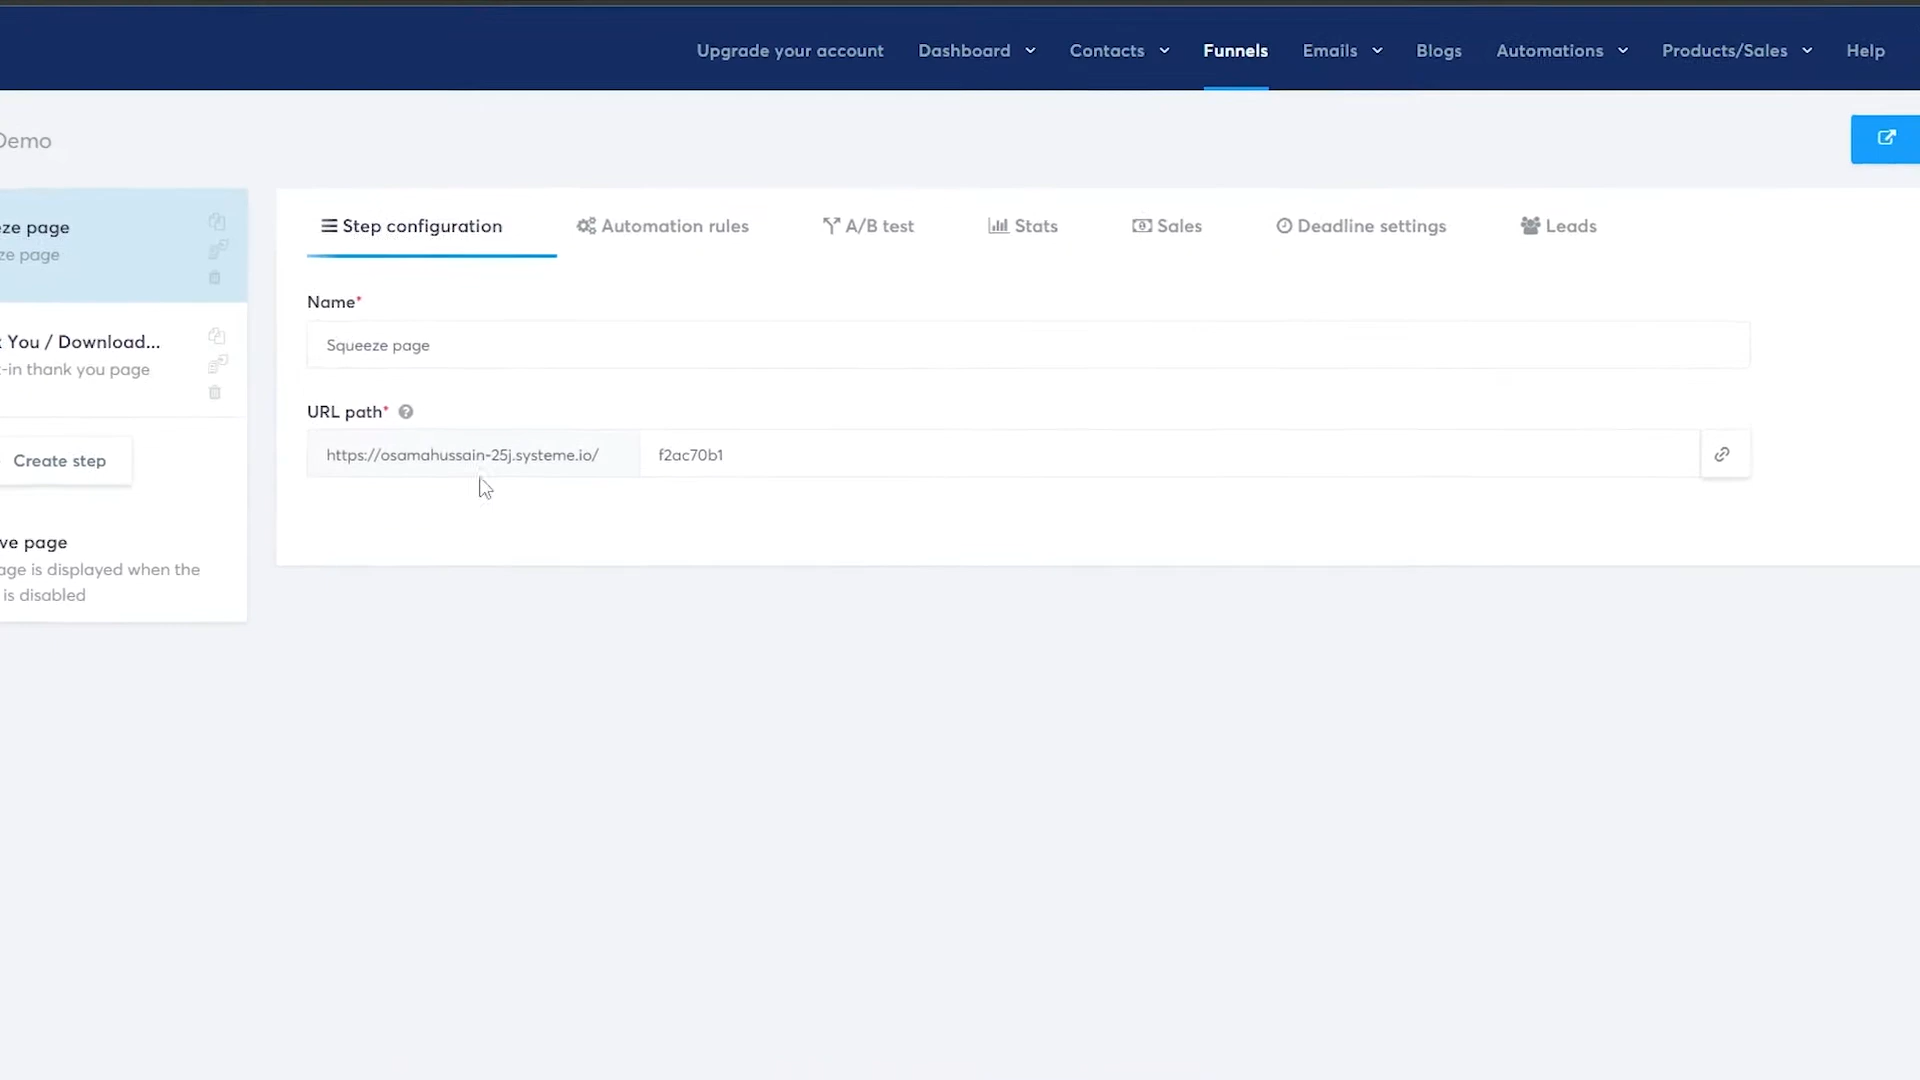 Upgrade your account Dashboard Contacts Funnels Emails Blogs Automations Products/Sales Help
Demo
ze page
ze page
You / Download...
-in thank you page
Create step
ve page
age is displayed when the
is disabled
Step configuration Automation rules A/B test Stats Sales Deadline settings Leads
Name*
Squeeze page
URL path* ?
https://osamahussain-25j.systeme.io/ f2ac70b1